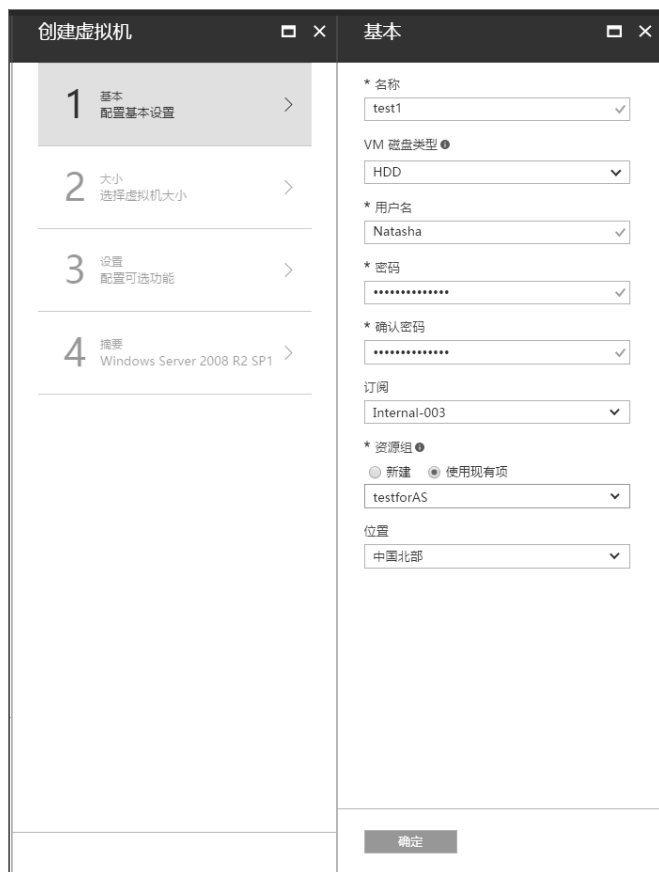 创建虚拟机
1
基本
配置基本设置
2
大小
选择虚拟机大小
3
设置
配置可选功能
4
摘要
Windows Server 2008 R2 SP1
基本
* 名称
test1
VM 磁盘类型
HDD
* 用户名
Natasha
* 密码
••••••••••••••
* 确认密码
••••••••••••••
订阅
Internal-003
* 资源组
新建 使用现有项
testforAS
位置
中国北部
确定